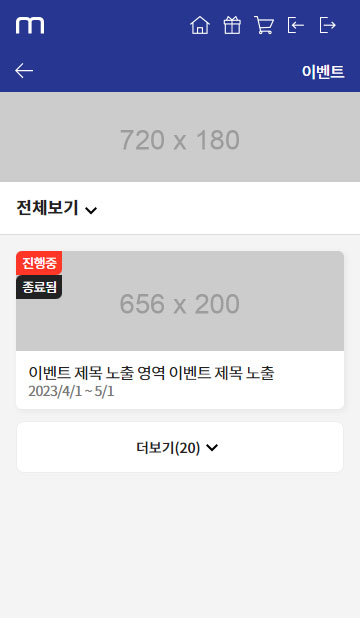 m
이벤트
720 x 180
전체보기
진행중
종료됨
656 x 200
이벤트 제목 노출 영역 이벤트 제목 노출
2023/4/1 ~ 5/1
더보기(20)